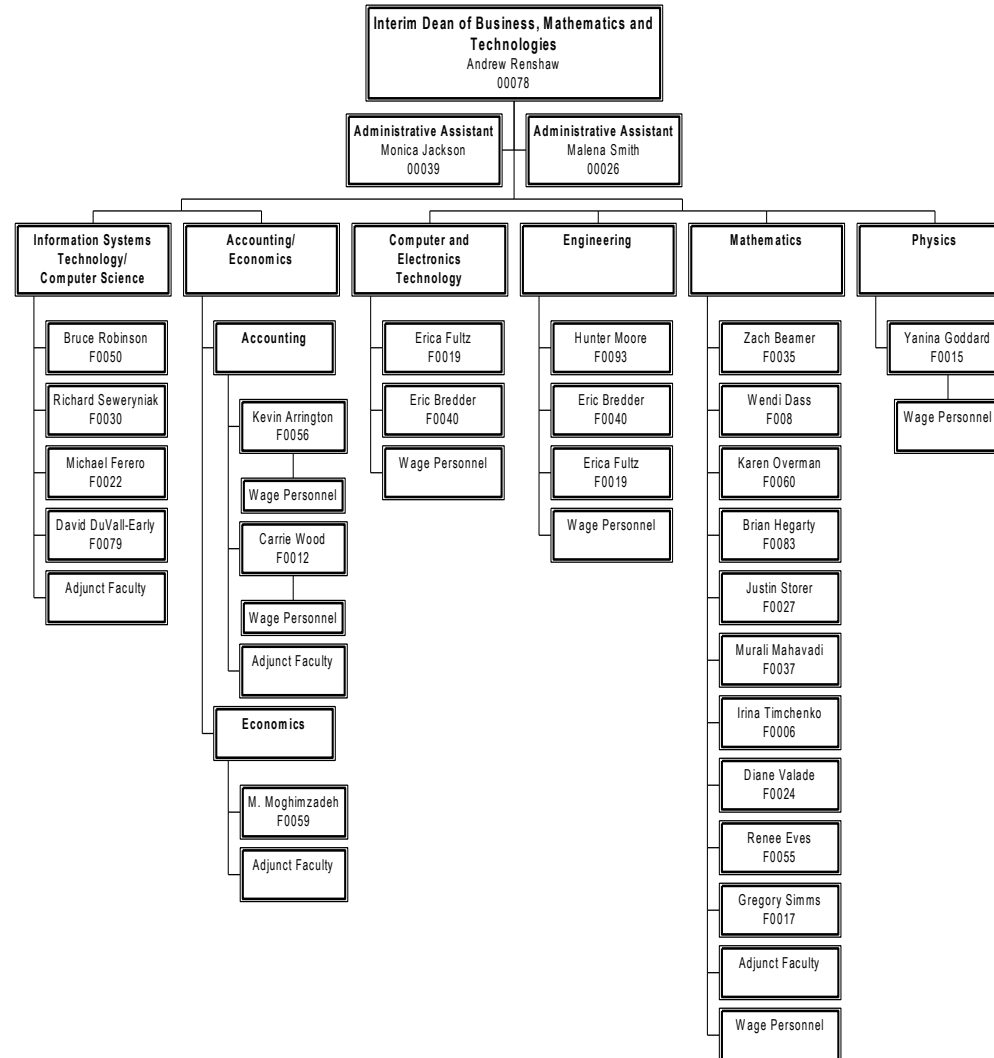 Interim Dean of Business, Mathematics and
Technologies
Andrew Renshaw
00078
Administrative Assistant
Monica Jackson
00039
Administrative Assistant
Malena Smith
00026
Information Systems
Technology/
Computer Science
Accounting/
Economics
Computer and
Electronics
Technology
Engineering
Mathematics
Physics
Bruce Robinson
F0050
Richard Seweryniak
F0030
Michael Ferero
F0022
David DuVall-Early
F0079
Adjunct Faculty
Accounting
Kevin Arrington
F0056
Wage Personnel
Carrie Wood
F0012
Wage Personnel
Adjunct Faculty
Economics
M. Moghimzadeh
F0059
Adjunct Faculty
Erica Fultz
F0019
Eric Bredder
F0040
Wage Personnel
Hunter Moore
F0093
Eric Bredder
F0040
Erica Fultz
F0019
Wage Personnel
Zach Beamer
F0035
Wendi Dass
F008
Karen Overman
F0060
Brian Hegarty
F0083
Justin Storer
F0027
Murali Mahavadi
F0037
Irina Timchenko
F0006
Diane Valade
F0024
Renee Eves
F0055
Gregory Simms
F0017
Adjunct Faculty
Wage Personnel
Yanina Goddard
F0015
Wage Personnel